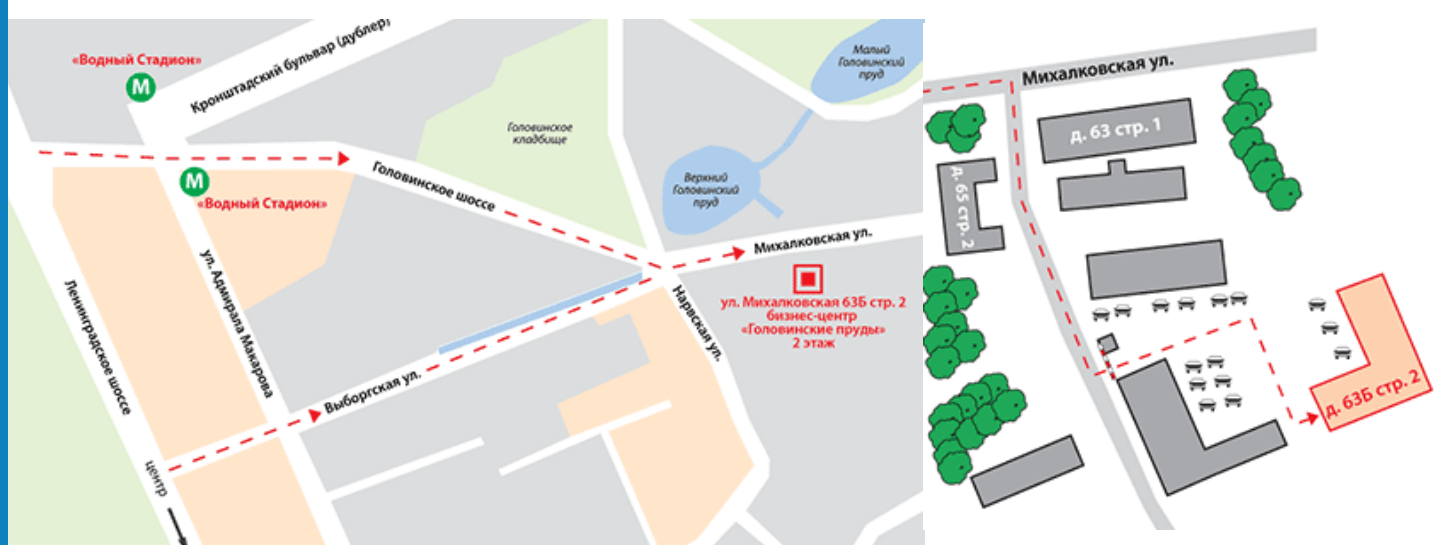 «Водный Стадион»
М
Кронштадский бульвар (дублер)
Малый
Головинский
пруд
Головинское
кладбище
Головинское шоссе
М
«Водный Стадион»
Верхний
Головинский
пруд
Михалковская ул.
ул. Адмирала Макарова
Ленинградское шоссе
Нарвская ул.
ул. Михалковская 63Б стр. 2
бизнес-центр
«Головинские пруды»
2 этаж
Выборгская ул.
центр
Михалковская ул.
д. 63 стр. 1
д. 65 стр. 2
д. 63Б стр. 2